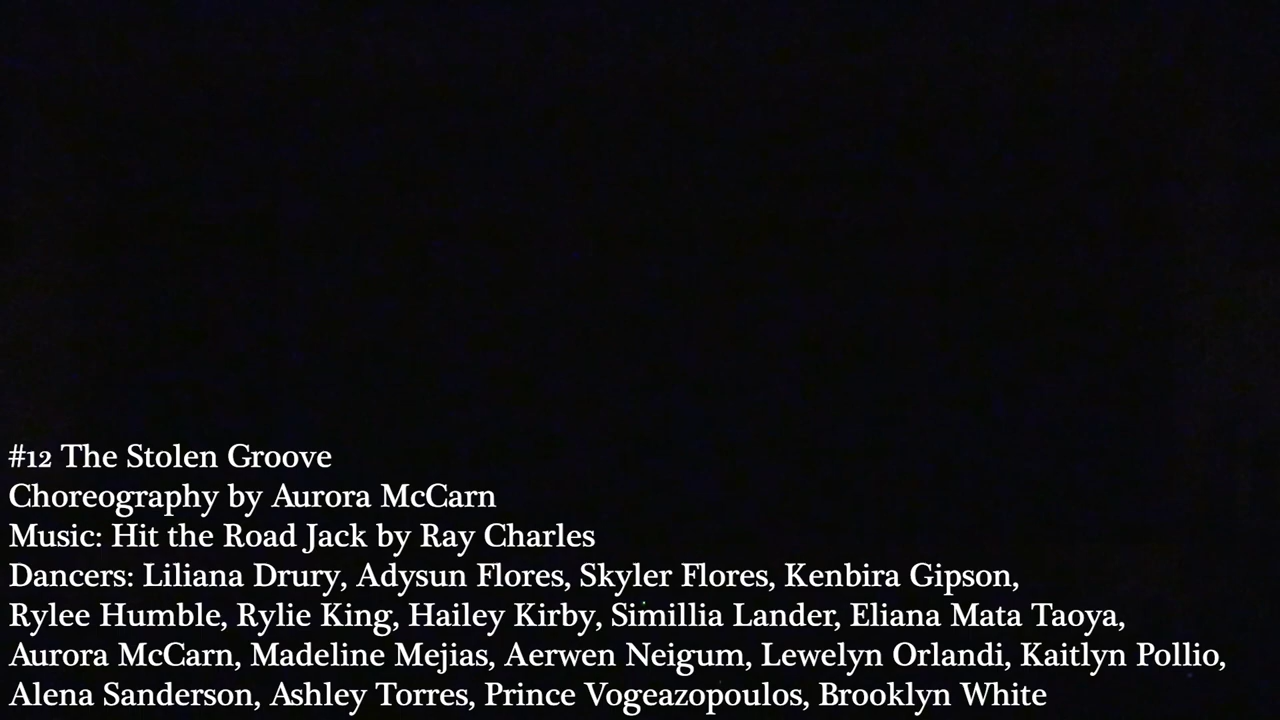 #12 The Stolen Groove
Choreography by Aurora McCarn
Music: Hit the Road Jack by Ray Charles
Dancers: Liliana Drury, Adysun Flores, Skyler Flores, Kenbira Gipson,
Rylee Humble, Rylie King, Hailey Kirby, Simillia Lander, Eliana Mata Taoya,
Aurora McCarn, Madeline Mejias, Aerwen Neigum, Lewelyn Orlandi, Kaitlyn Pollio,
Alena Sanderson, Ashley Torres, Prince Vogeazopoulos, Brooklyn White